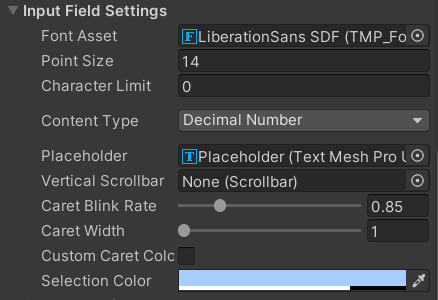 Input Field Settings
Font Asset LiberationSans SDF (TMP_Fo
Point Size 14
Character Limit 0
Content Type Decimal Number
Placeholder Placeholder (Text Mesh Pro U
Vertical Scrollbar None (Scrollbar)
Caret Blink Rate 0.85
Caret Width 1
Custom Caret Colo
Selection Color